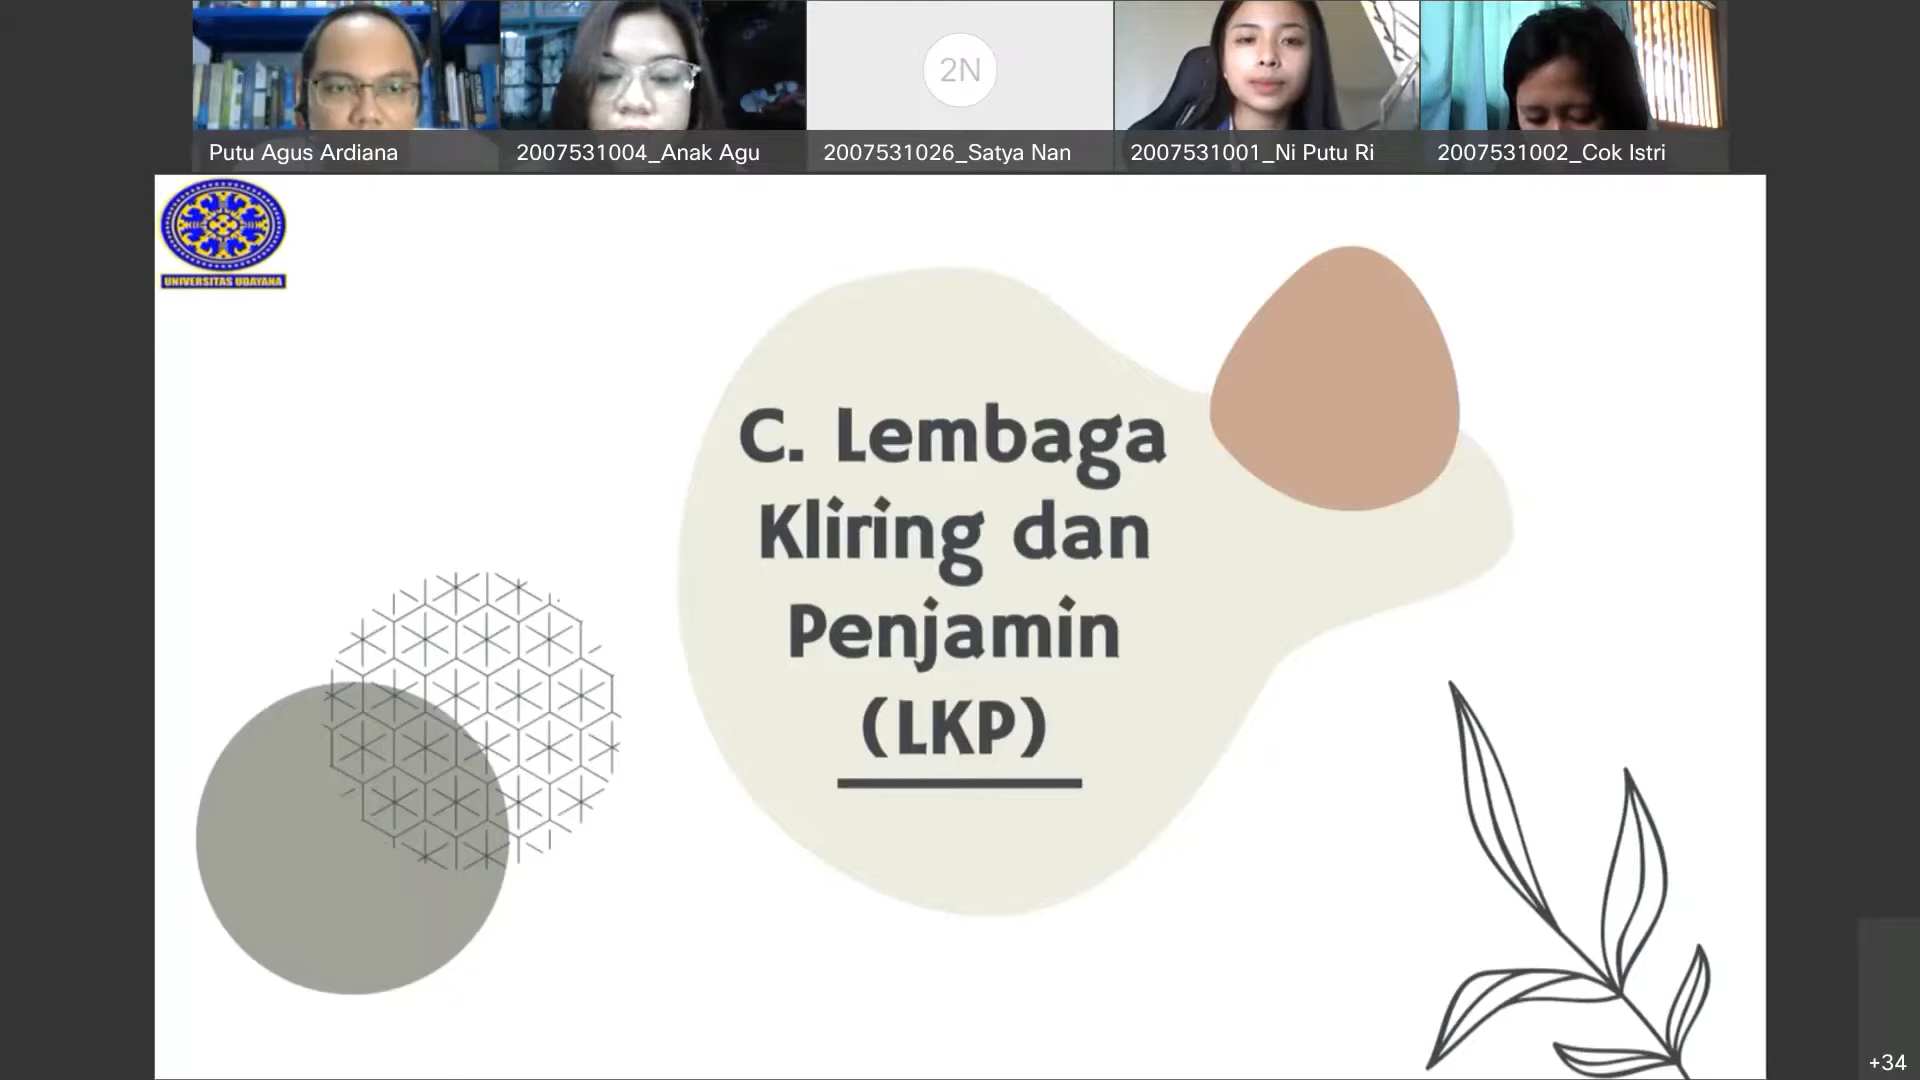 Putu Agus Ardiana
2007531004_Anak Agu
2N
2007531026_Satya Nan
2007531001_Ni Putu Ri
2007531002_Cok Istri
UNIVERSITAS UDAYANA
C. Lembaga
Kliring dan
Penjamin
(LKP)
+34